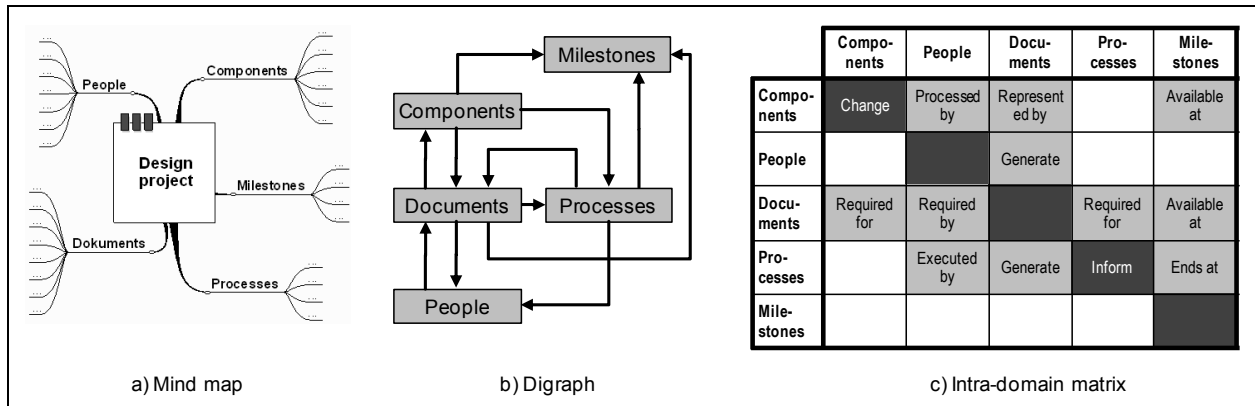 People
Components
Design
project
Milestones
Dokuments
Processes
a) Mind map
Milestones
Components
Documents
Processes
People
b) Digraph
Compo-
nents
People
Docu-
ments
Pro-
cesses
Mile-
stones
Compo-
nents
Change
Processed
by
Represent
ed by
Available
at
People
Generate
Docu-
ments
Required
for
Required
by
Required
for
Available
at
Pro-
cesses
Executed
by
Generate
Inform
Ends at
Mile-
stones
c) Intra-domain matrix